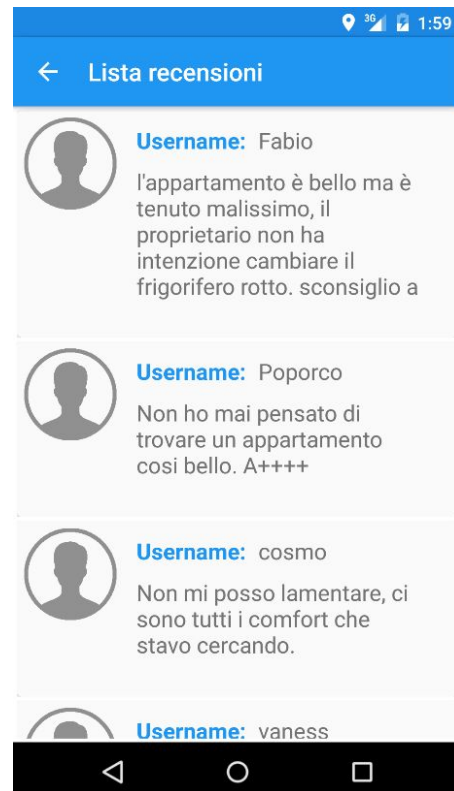 3G 1:59
Lista recensioni
Username: Fabio
l'appartamento è bello ma è
tenuto malissimo, il
proprietario non ha
intenzione cambiare il
frigorifero rotto. sconsiglio a
Username: Poporco
Non ho mai pensato di
trovare un appartamento
cosi bello. A++++
Username: cosmo
Non mi posso lamentare, ci
sono tutti i comfort che
stavo cercando.
Username: vaness